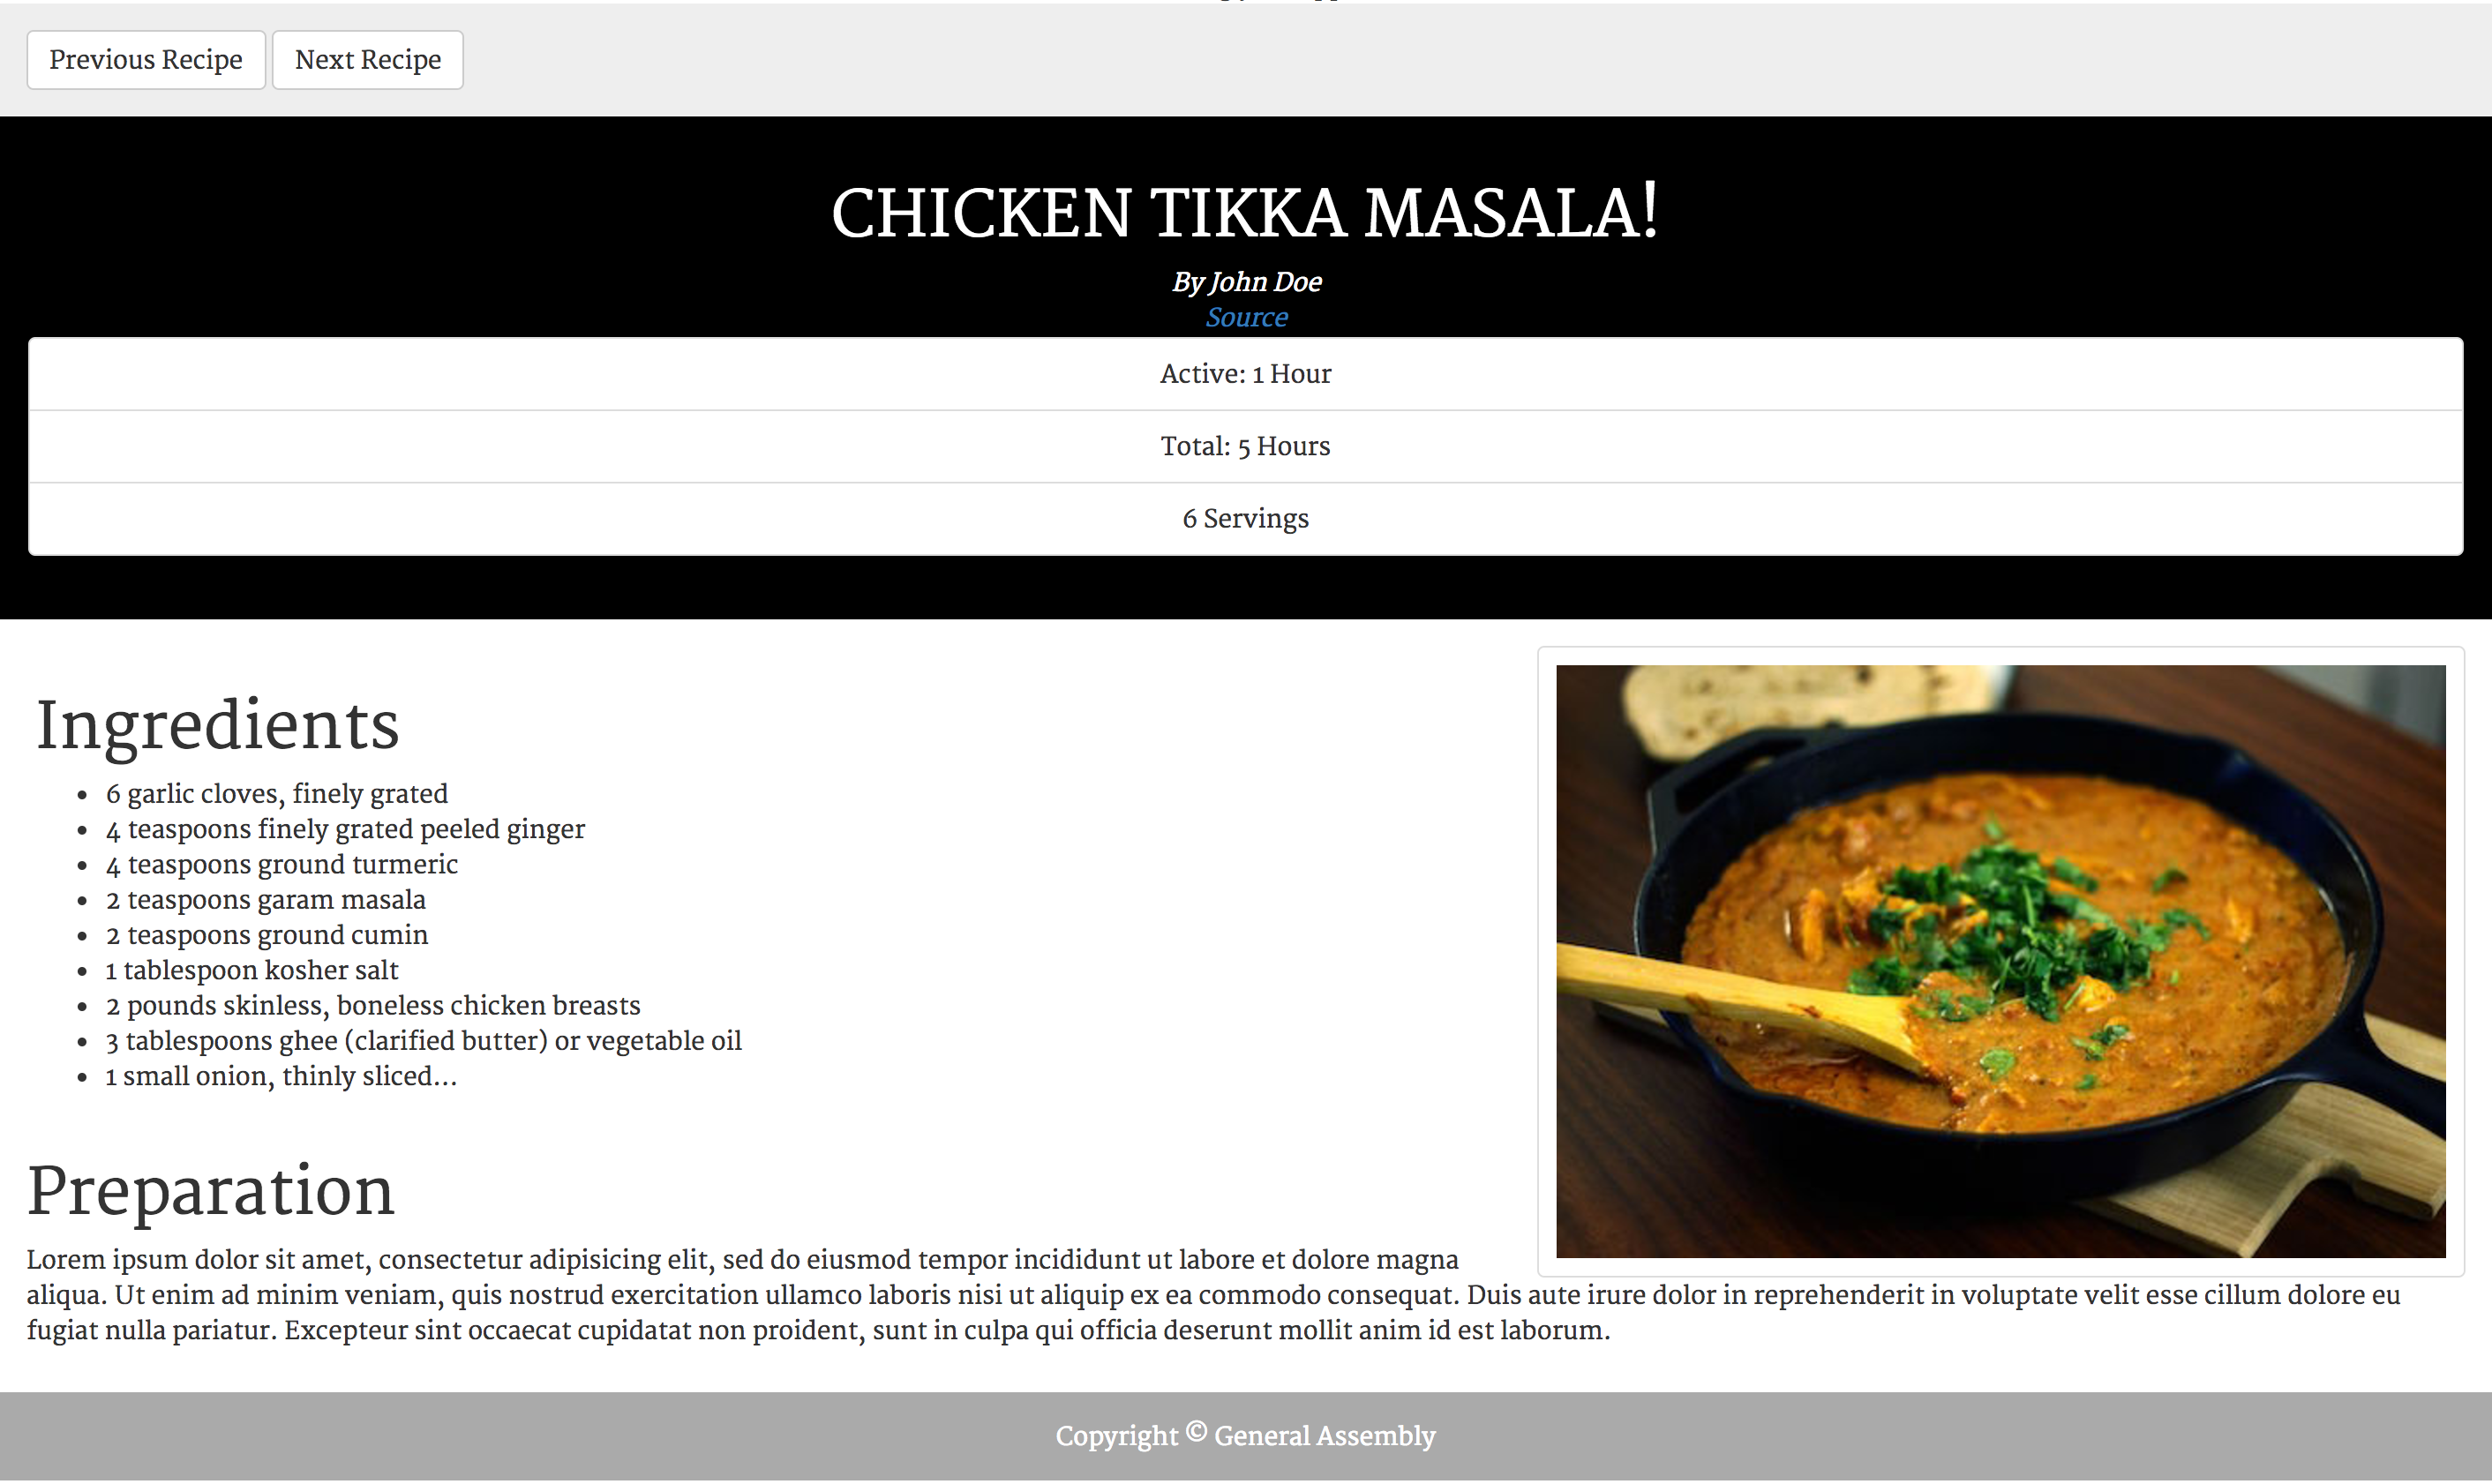 Previous Recipe Next Recipe
CHICKEN TIKKA MASALA!
By John Doe
Source
Active: 1 Hour
Total: 5 Hours
6 Servings
Ingredients
• 6 garlic cloves, finely grated
• 4 teaspoons finely grated peeled ginger
• 4 teaspoons ground turmeric
• 2 teaspoons garam masala
• 2 teaspoons ground cumin
• 1 tablespoon kosher salt
• 2 pounds skinless, boneless chicken breasts
• 3 tablespoons ghee (clarified butter) or vegetable oil
• 1 small onion, thinly sliced...
Preparation
Lorem ipsum dolor sit amet, consectetur adipisicing elit, sed do eiusmod tempor incididunt ut labore et dolore magna
aliqua. Ut enim ad minim veniam, quis nostrud exercitation ullamco laboris nisi ut aliquip ex ea commodo consequat. Duis aute irure dolor in reprehenderit in voluptate velit esse cillum dolore eu
fugiat nulla pariatur. Excepteur sint occaecat cupidatat non proident, sunt in culpa qui officia deserunt mollit anim id est laborum.
Copyright © General Assembly